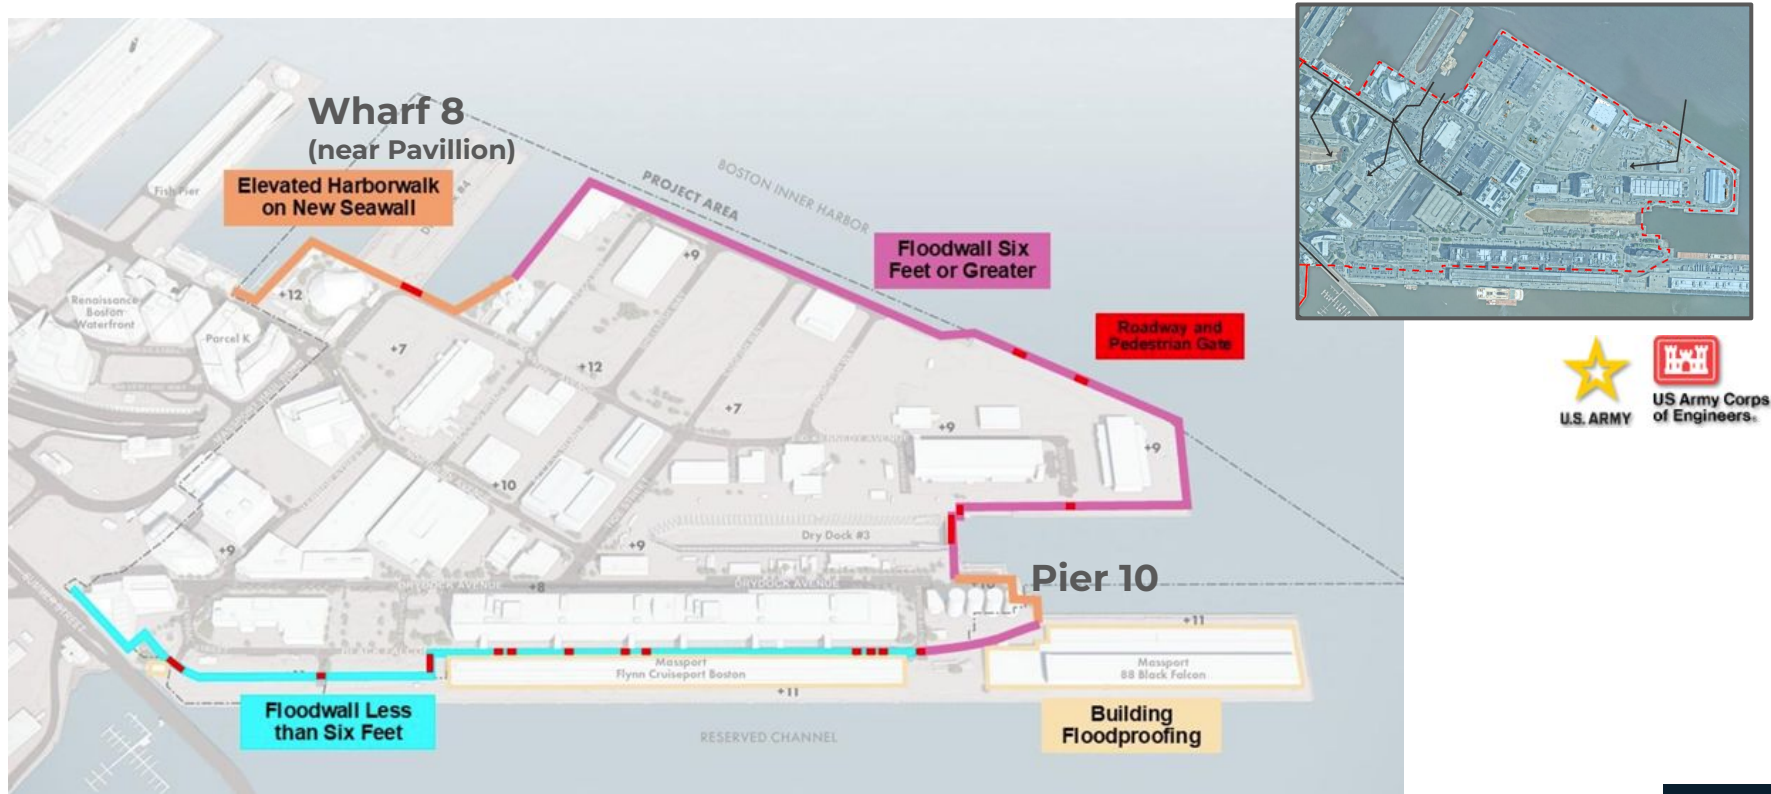 Wharf 8
(near Pavillion)
Elevated Harborwalk
on New Seawall
Fish Pier
PROJECT AREA
BOSTON INNER HARBOR
Floodwall Six
Feet or Greater
Roadway and
Pedestrian Gate
U.S. ARMY
US Army Corps
of Engineers
+9
+12
Renaissance
Boston
Waterfront
Parcel K
+7
+12
+7
+9
+9
+10
Dry Dock #3
+9
+9
DRYDOCK AVENUE
+8
DRYDOCK AVENUE
Pier 10
+11
Massport
Flynn Cruiseport Boston
Massport
88 Black Falcon
+11
Floodwall Less
than Six Feet
Building
Floodproofing
RESERVED CHANNEL